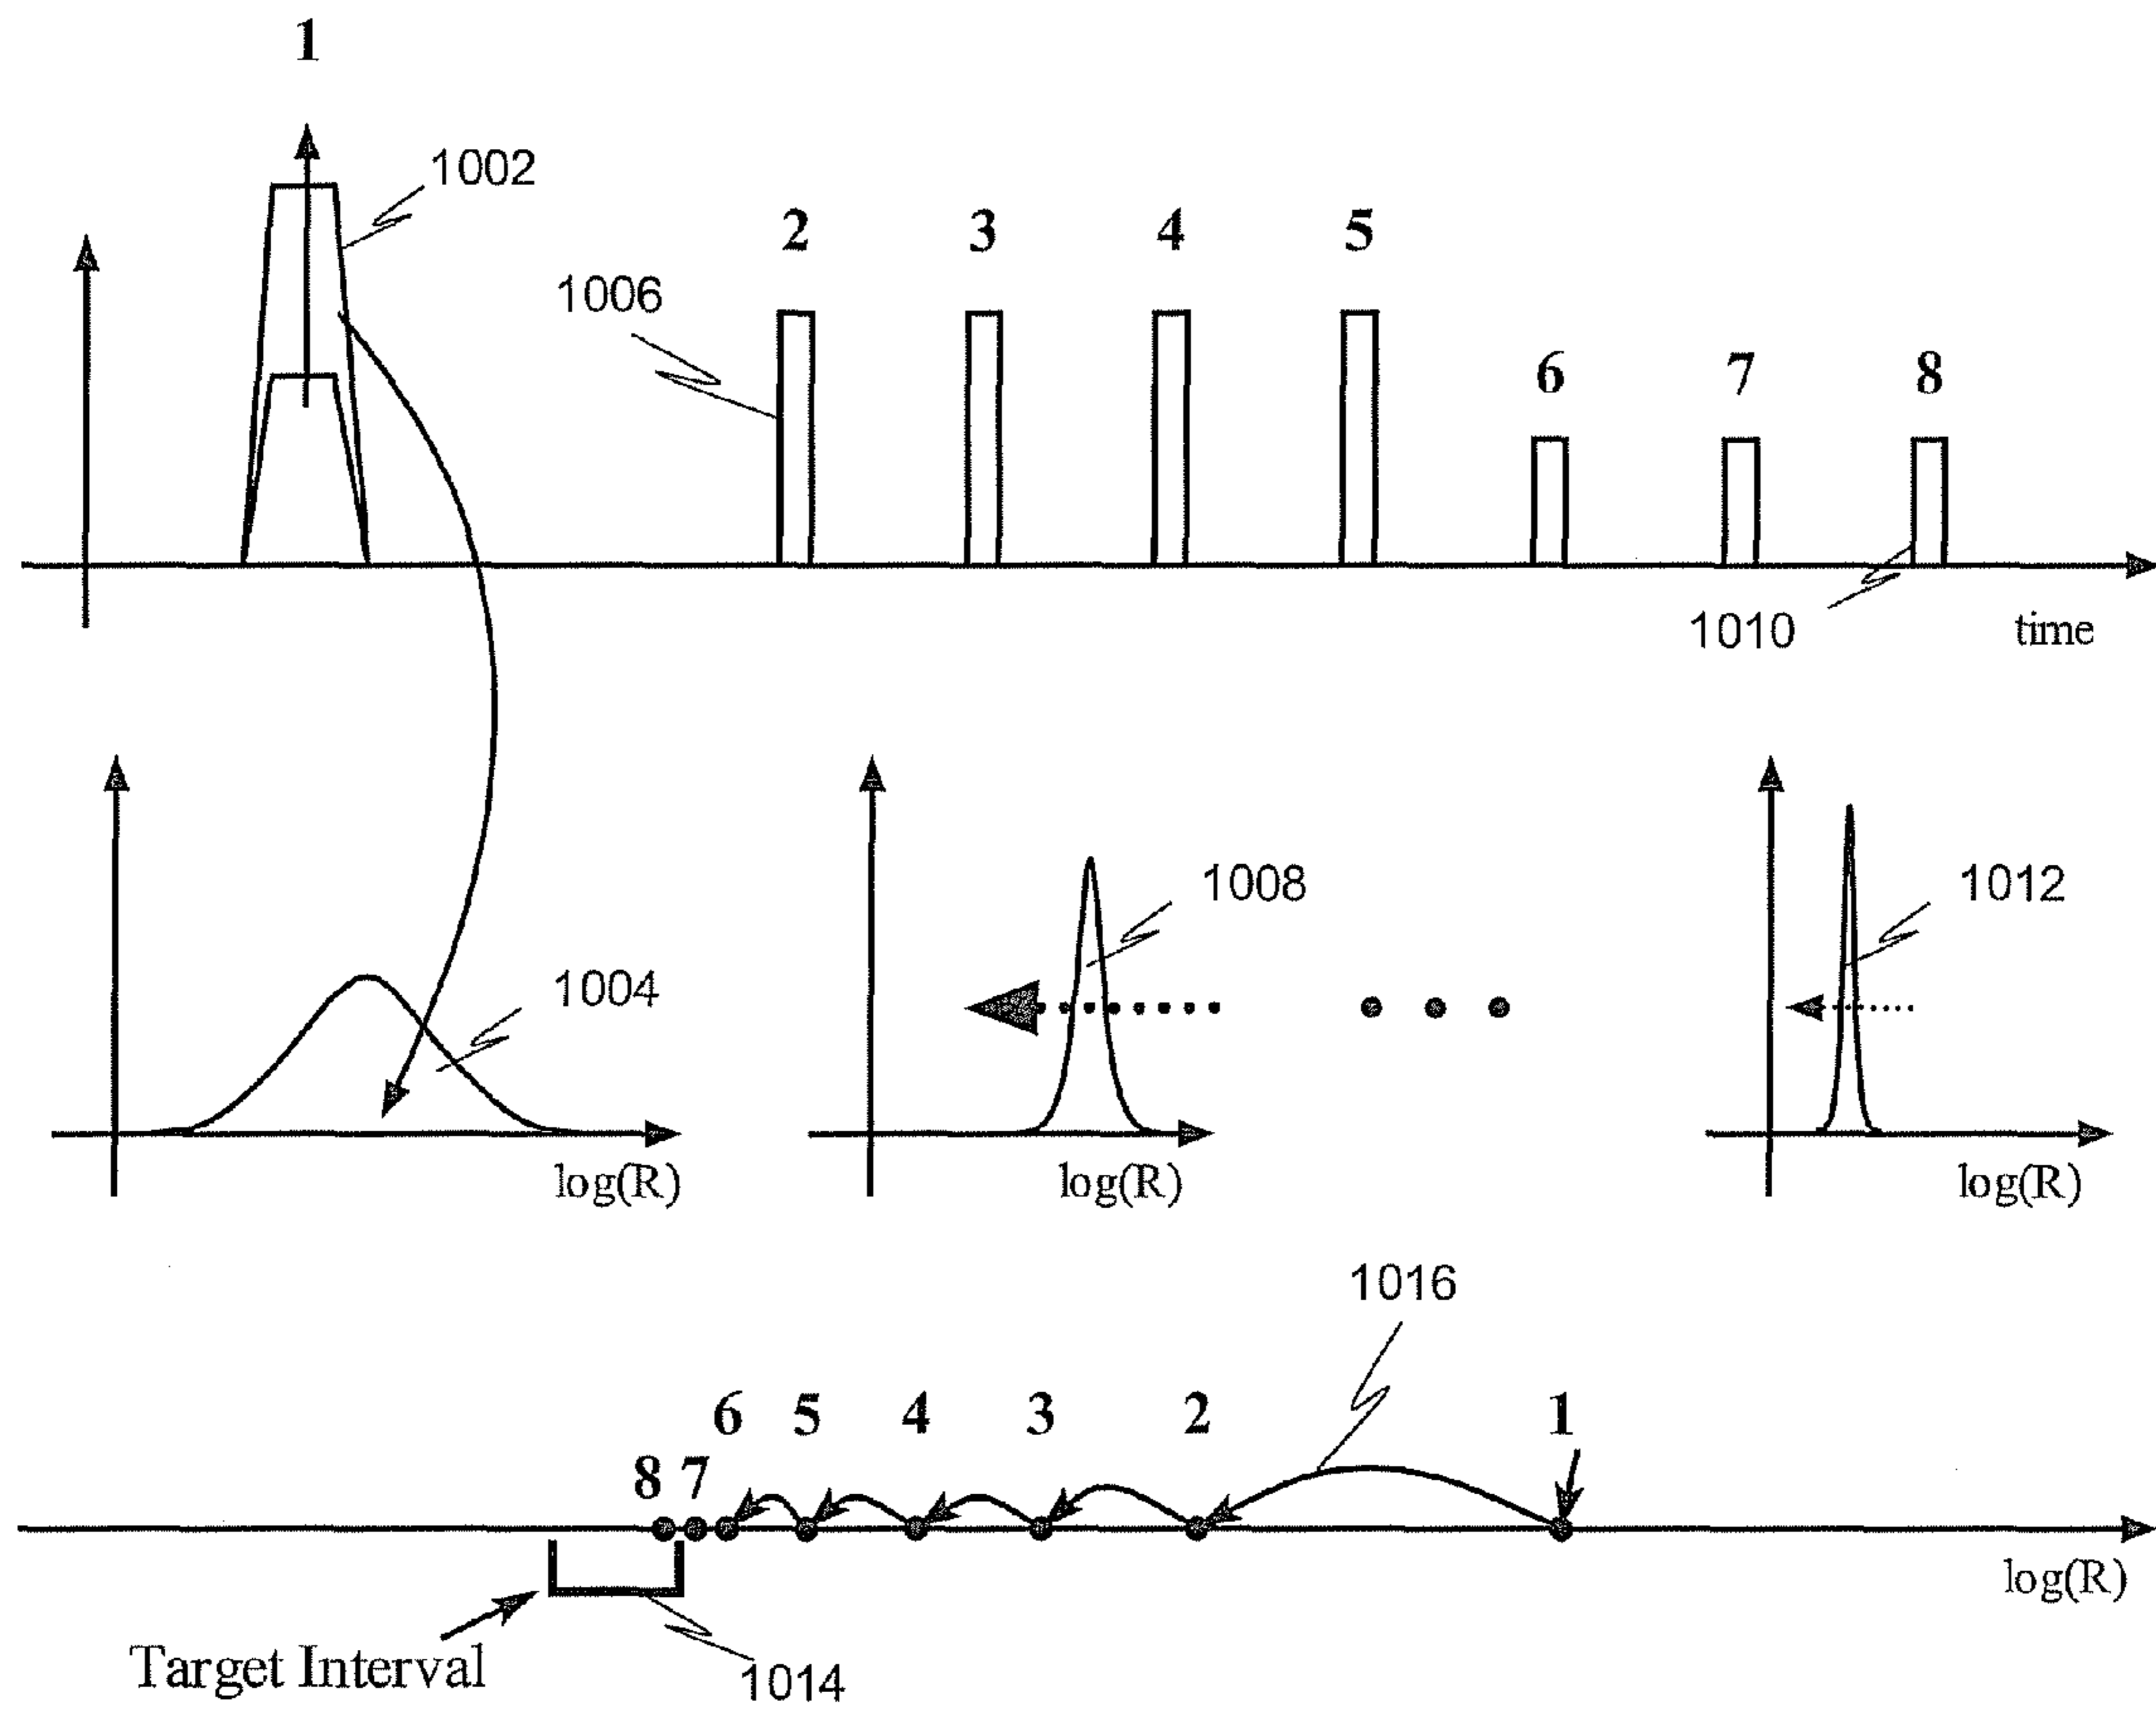 1
1002
2 3 4 5
1006
6 7 8
1010
time
1008
1012
1004
log(R) log(R) log(R)
1016
6 5 4 3 2 1
8 7
log(R)
Target Interval
1014